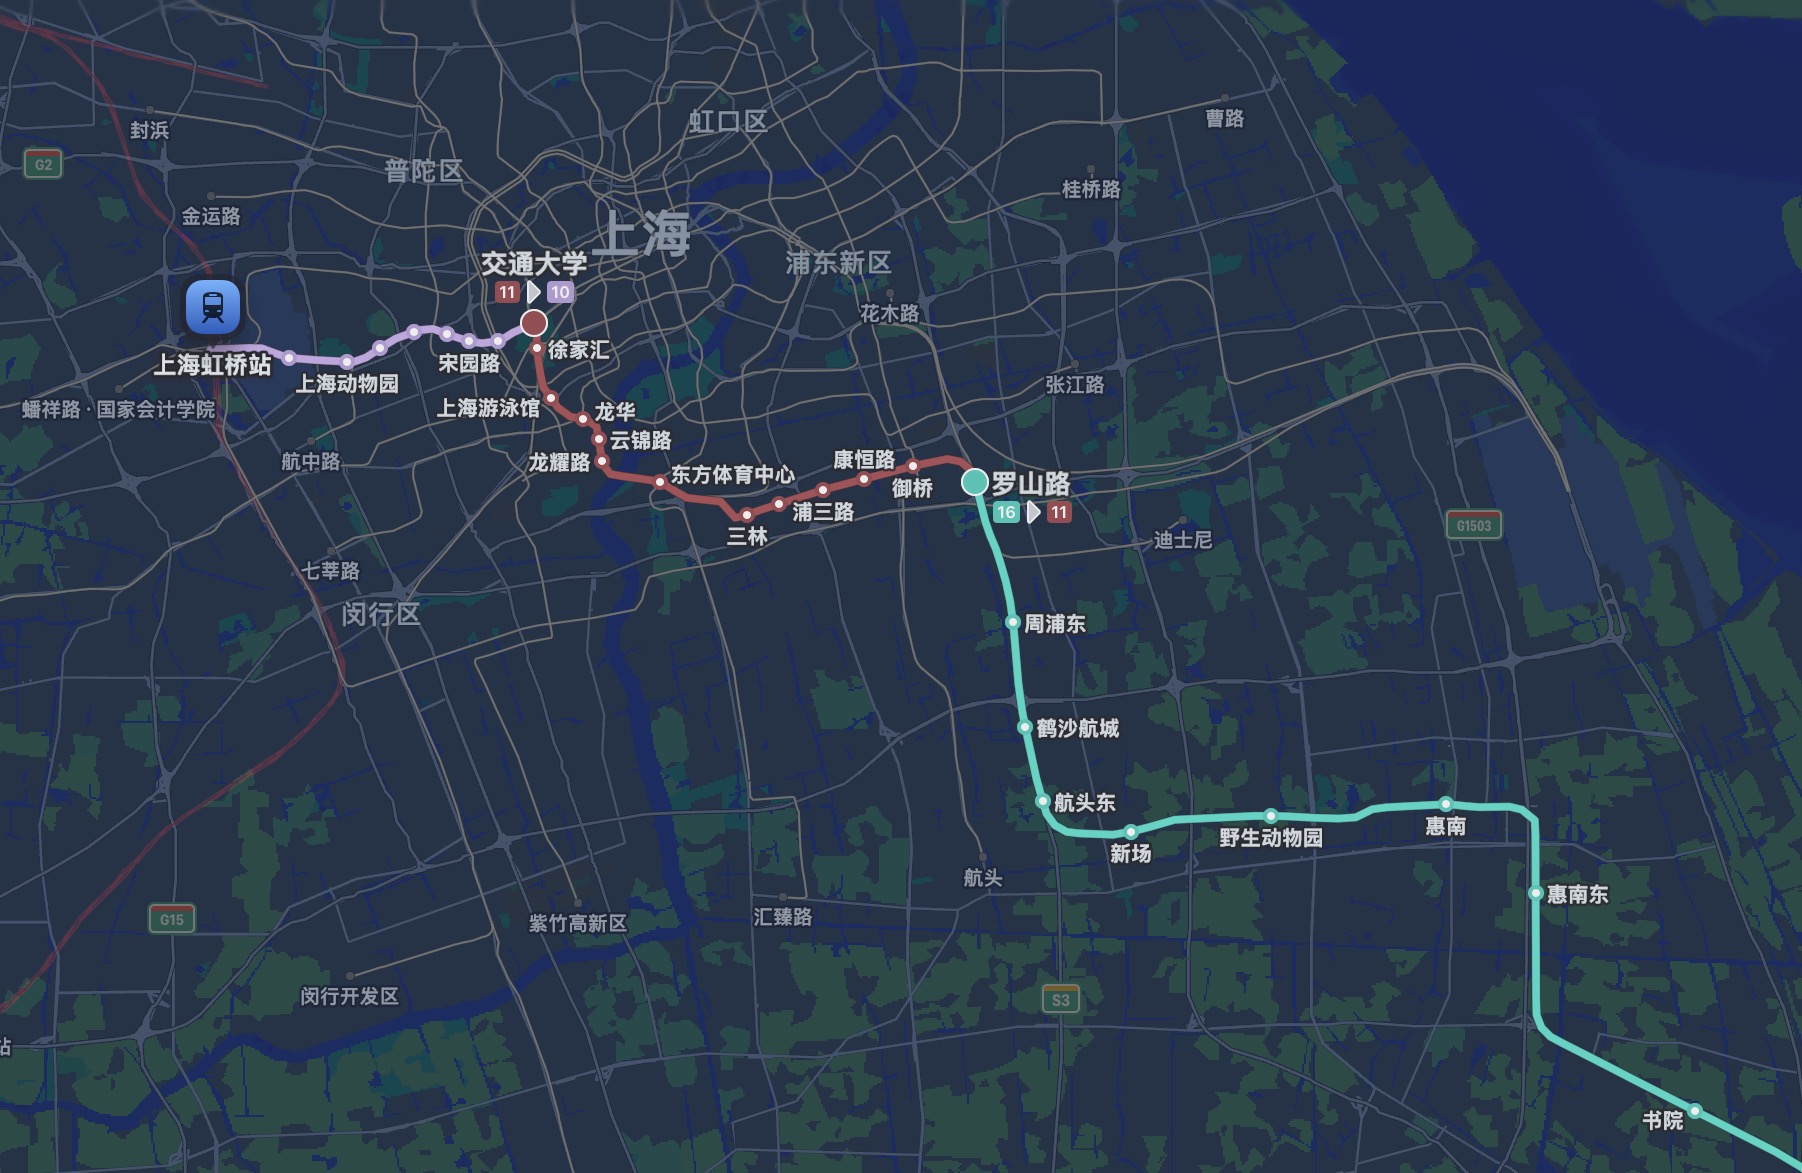 虹口区
曹路
封浜
G2
普陀区
桂桥路
金运路
上海
交通大学
11 10
浦东新区
花木路
上海虹桥站
徐家汇
宋园路
上海动物园
张江路
蟠祥路·国家会计学院
上海游泳馆
龙华
云锦路
航中路
龙耀路
东方体育中心
康恒路
御桥
罗山路
16 11
浦三路
三林
G1503
迪士尼
七莘路
闵行区
周浦东
鹤沙航城
航头东
新场
野生动物园
惠南
航头
惠南东
G15
紫竹高新区
汇臻路
闵行开发区
S3
站
书院